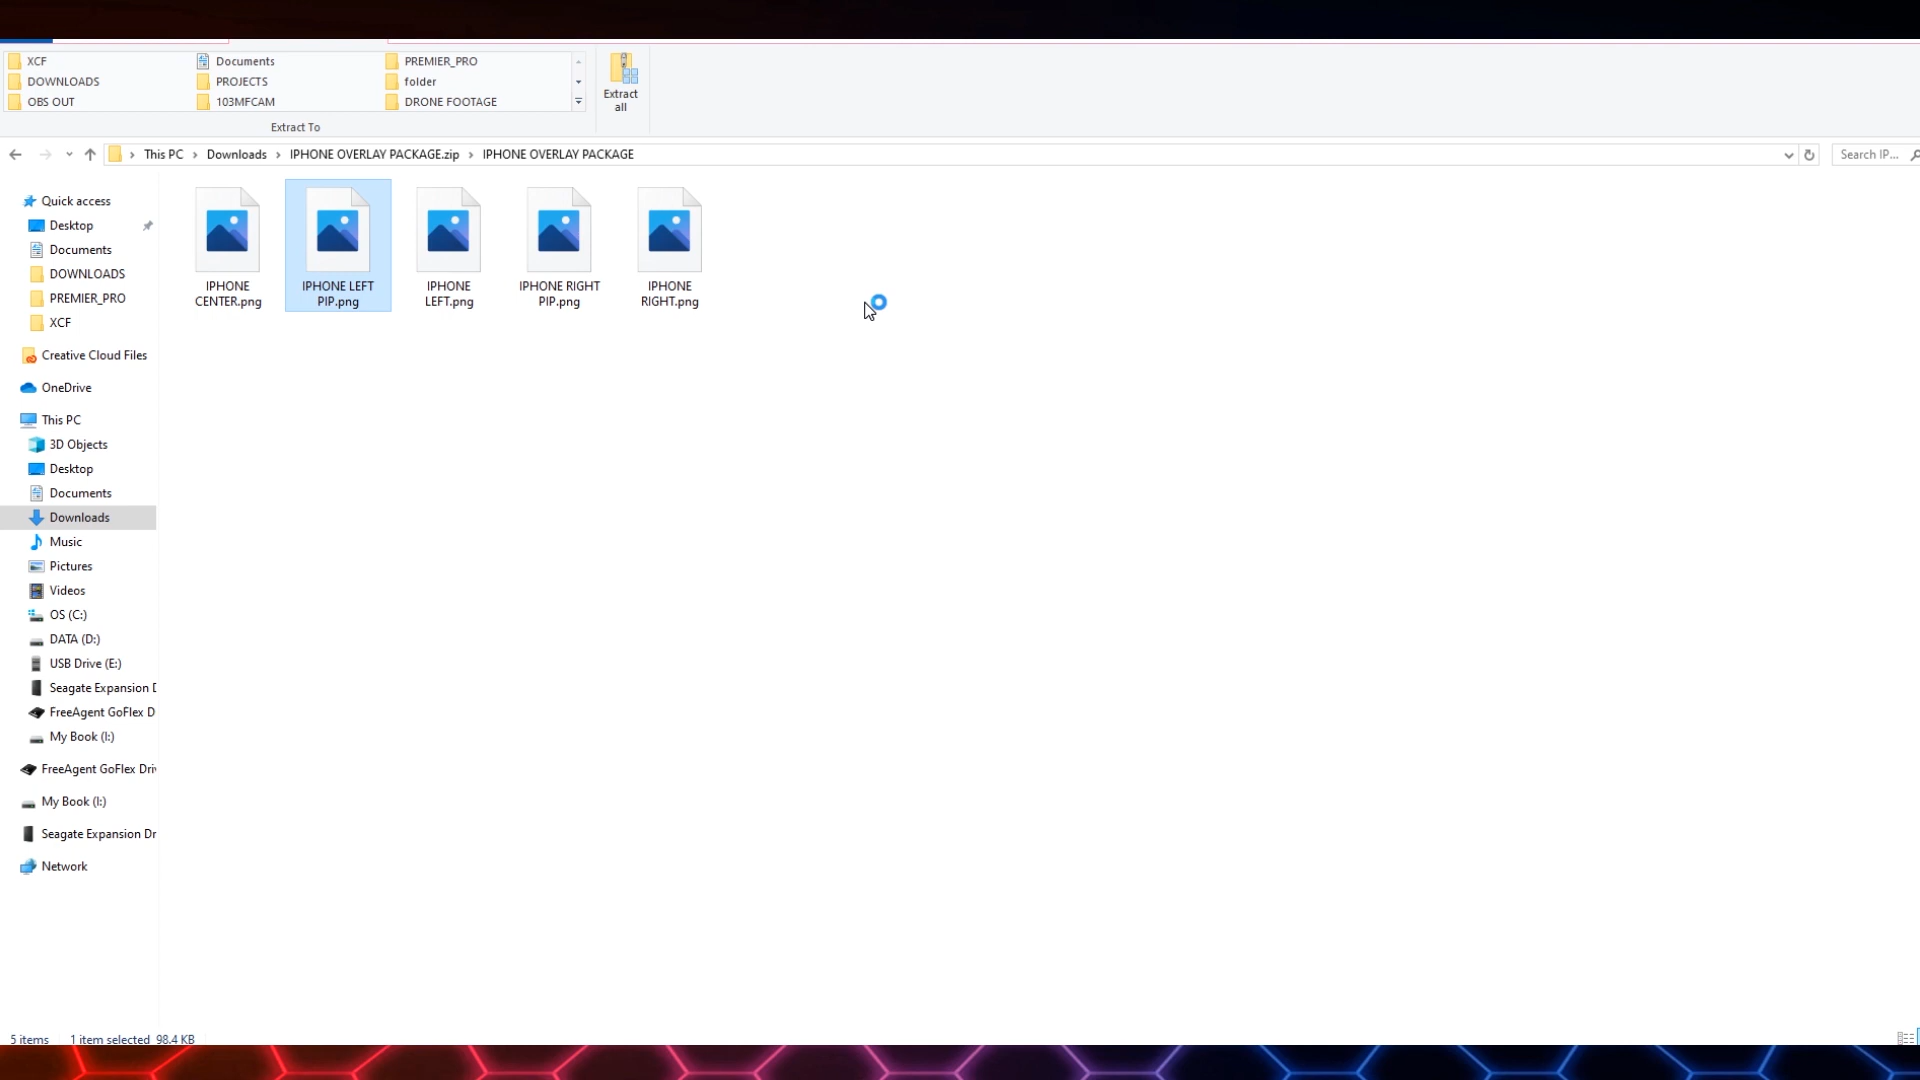 XCF
Documents
PREMIER_PRO
DOWNLOADS
PROJECTS
folder
OBS OUT
103MFCAM
DRONE FOOTAGE
Extract
all
Extract To
This PC > Downloads > IPHONE OVERLAY PACKAGE.zip > IPHONE OVERLAY PACKAGE
Search IP...
Quick access
Desktop
Documents
DOWNLOADS
PREMIER_PRO
XCF
Creative Cloud Files
OneDrive
This PC
3D Objects
Desktop
Documents
Downloads
Music
Pictures
Videos
OS (C:)
DATA (D:)
USB Drive (E:)
Seagate Expansion D
FreeAgent GoFlex D
My Book (I:)
FreeAgent GoFlex Driv
My Book (I:)
Seagate Expansion Dr
Network
IPHONE
CENTER.png
IPHONE LEFT
PIP.png
IPHONE
LEFT.png
IPHONE RIGHT
PIP.png
IPHONE
RIGHT.png
5 items
1 item selected 98.4 KB